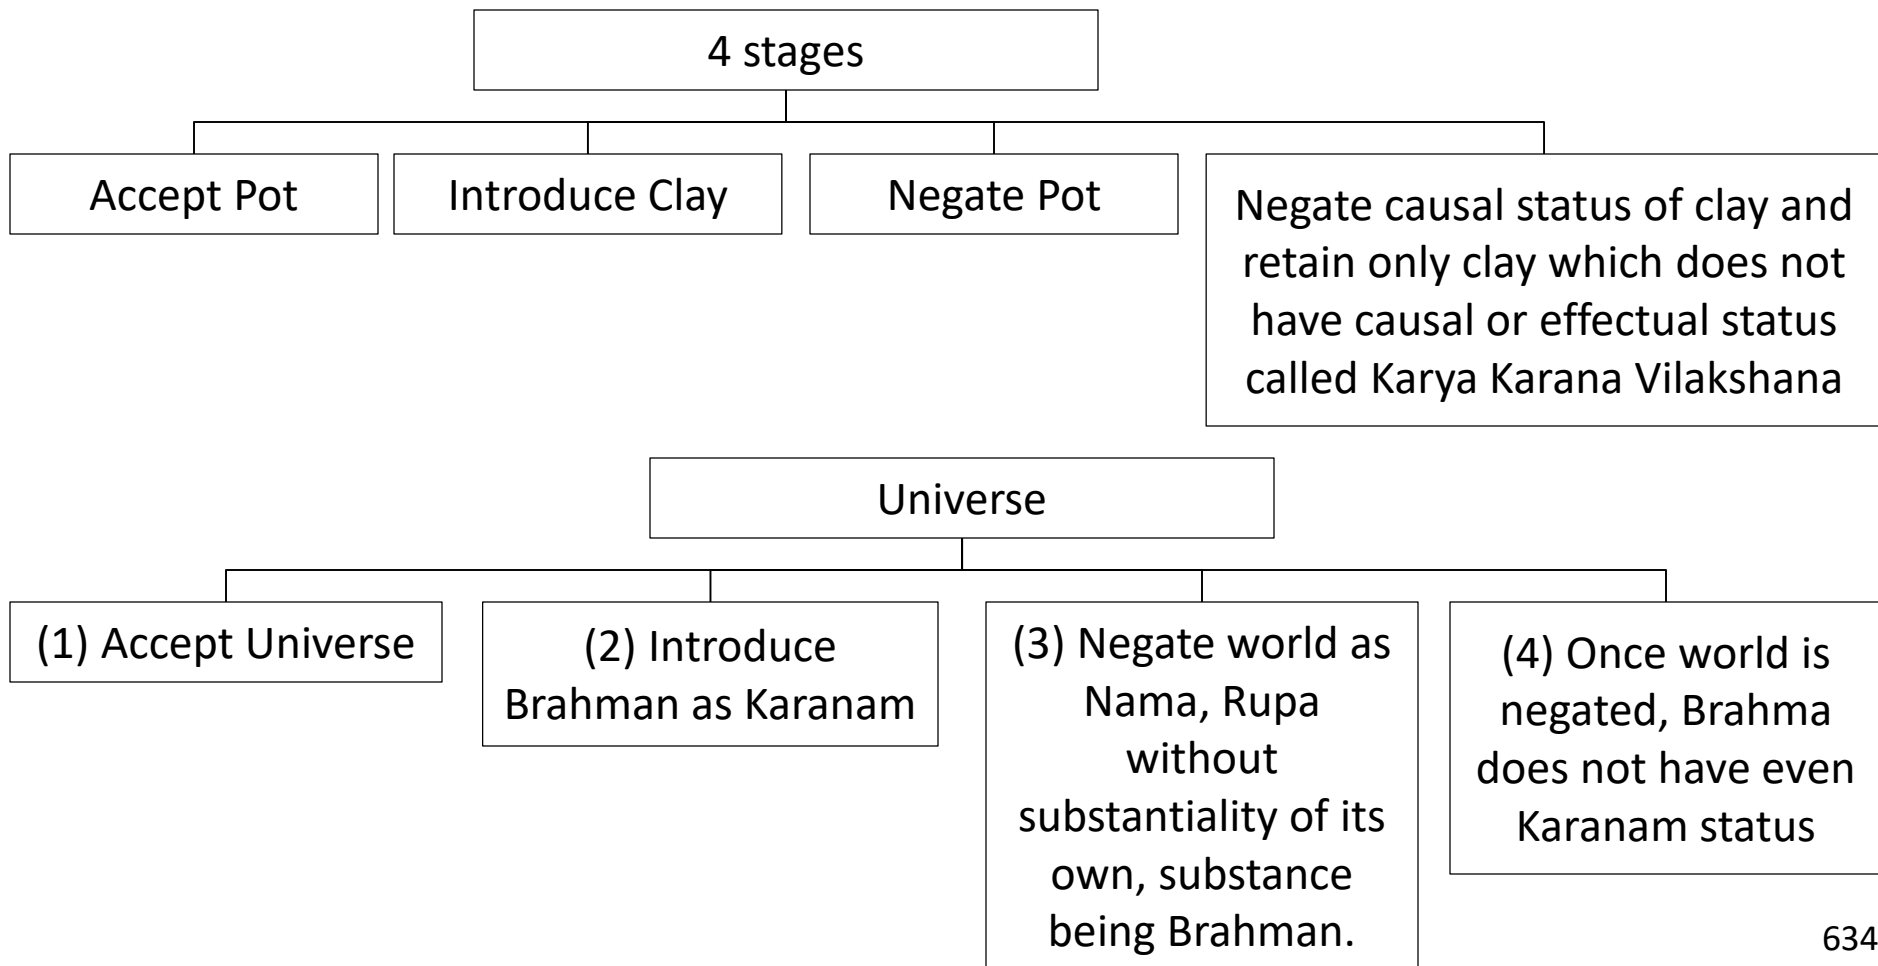 4 stages
Accept Pot
Introduce Clay
Negate Pot
Negate causal status of clay and
retain only clay which does not
have causal or effectual status
called Karya Karana Vilakshana
Universe
(1) Accept Universe
(2) Introduce
Brahman as Karanam
(3) Negate world as
Nama, Rupa
without
substantiality of its
own, substance
being Brahman.
(4) Once world is
negated, Brahma
does not have even
Karanam status
634